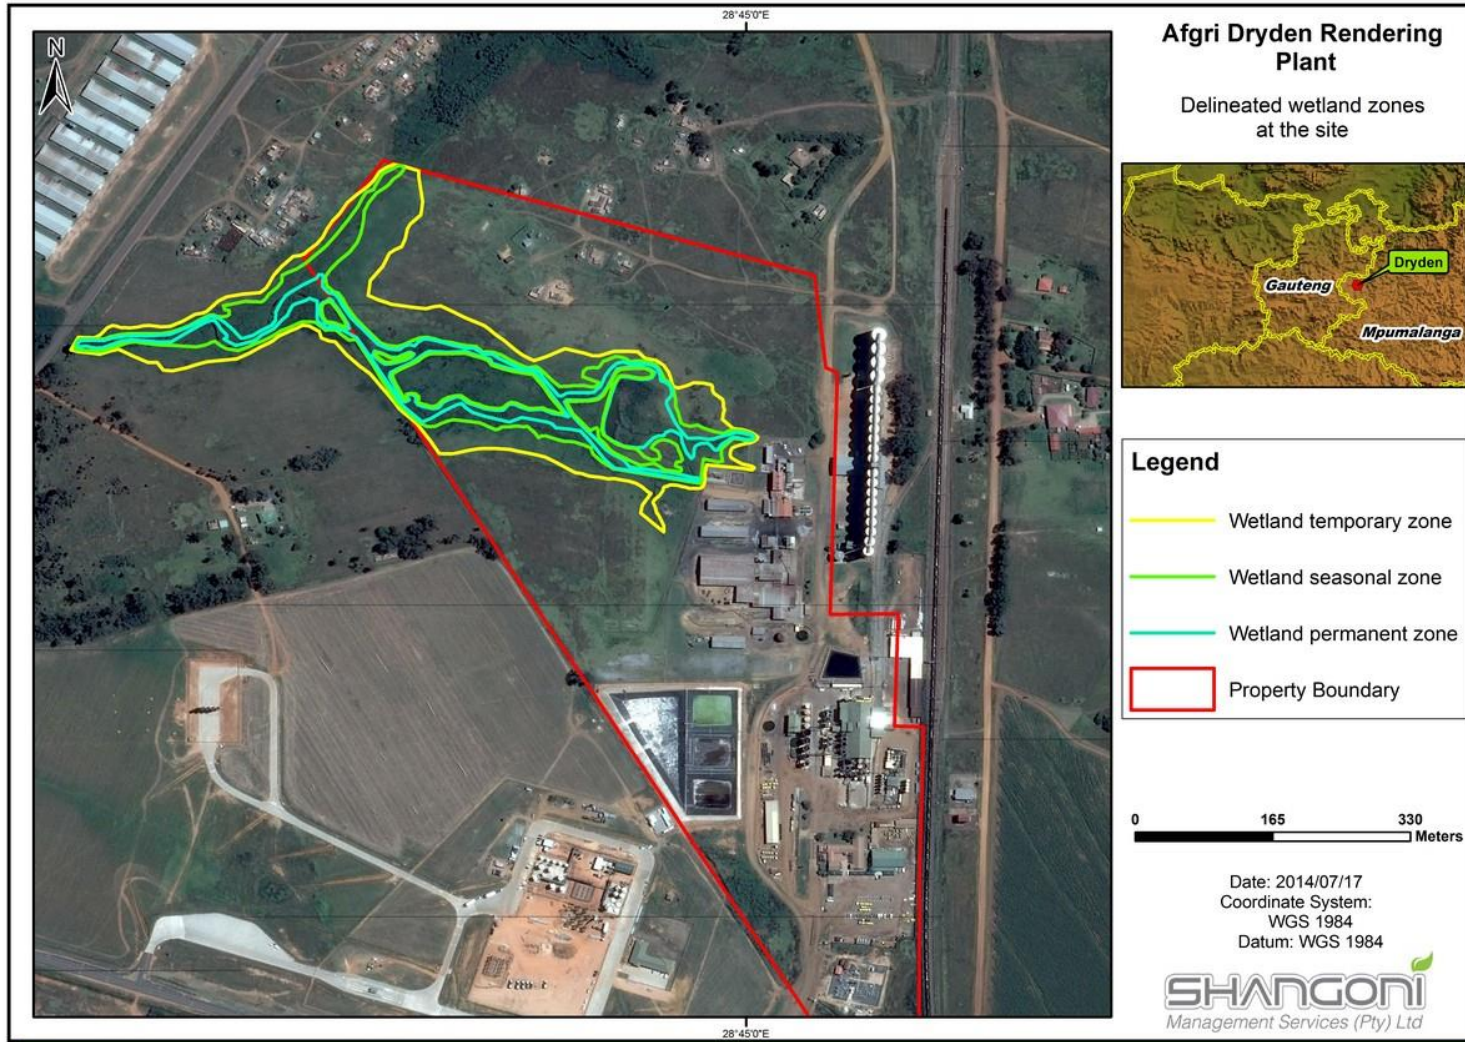 28°45'0"E
N
Afgri Dryden Rendering
Plant
Delineated wetland zones
at the site
Dryden
Gauteng
Mpumalanga
Legend
Wetland temporary zone
Wetland seasonal zone
Wetland permanent zone
Property Boundary
0 165 330
Meters
Date: 2014/07/17
Coordinate System:
WGS 1984
Datum: WGS 1984
SHANGONI
Management Services (Pty) Ltd
28°45'0"E